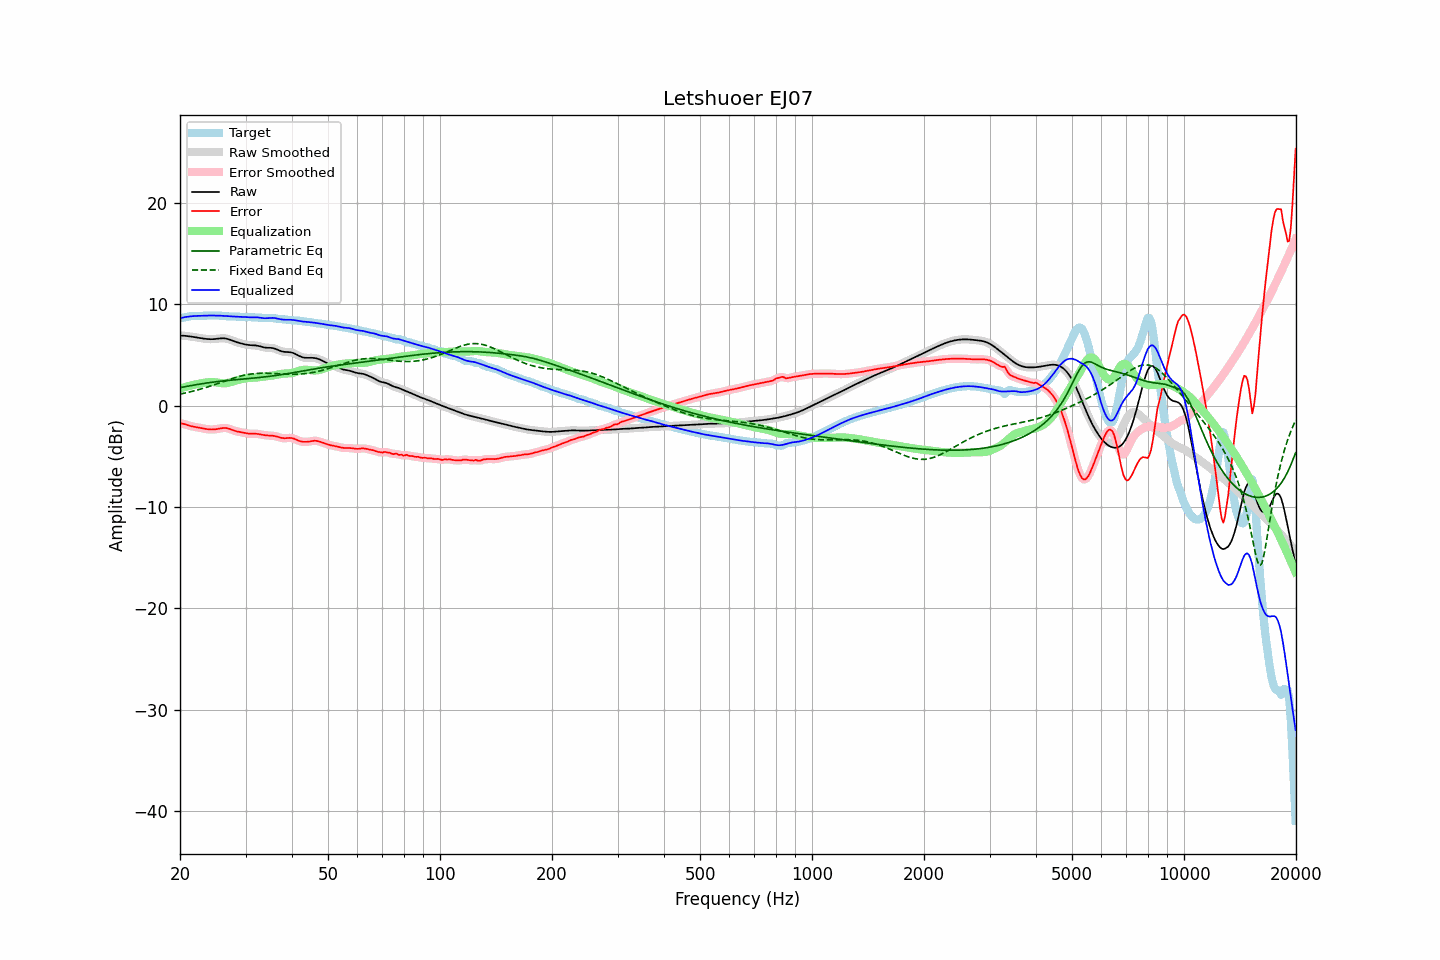 Letshuoer EJ07
Target
Raw Smoothed
Error Smoothed
Raw
Error
Equalization
Parametric Eq
Fixed Band Eq
Equalized
20
10
0
−10
−20
−30
−40
Amplitude (dBr)
20
50
100
200
500
1000
2000
5000
10000
20000
Frequency (Hz)